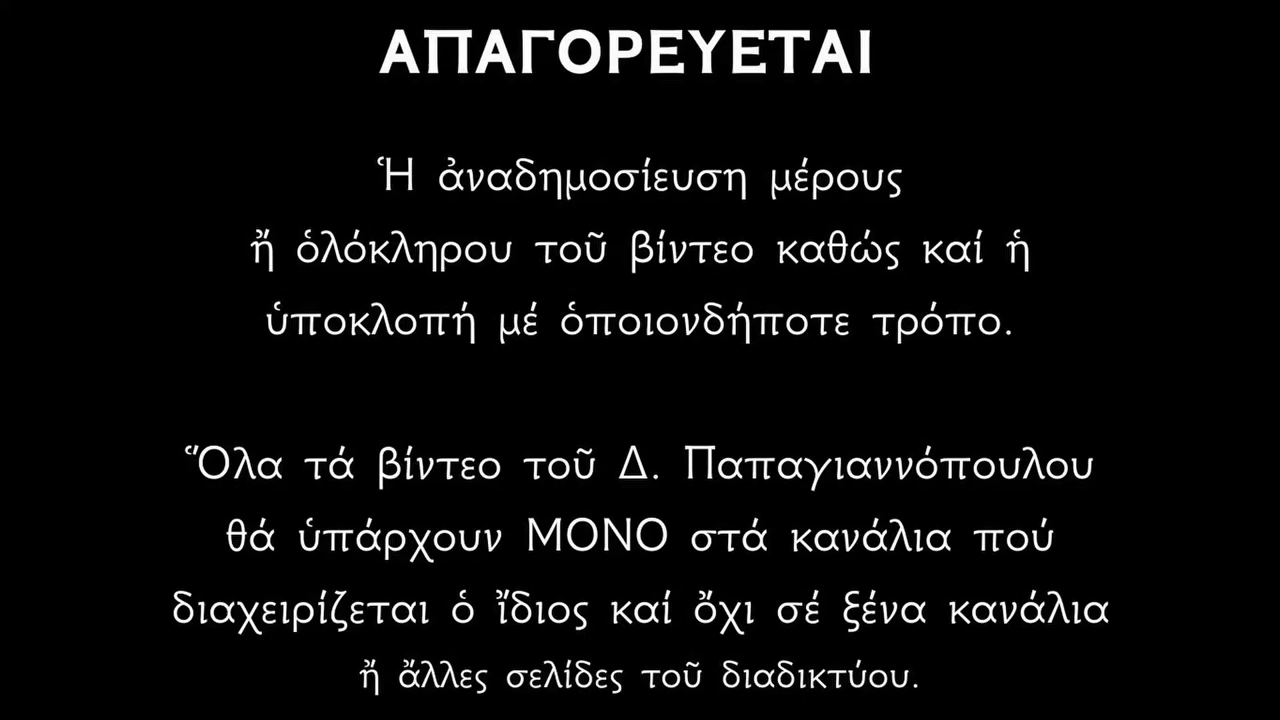 ΑΠΑΓΟΡΕΥΕΤΑΙ
Ἡ ἀναδημοσίευση μέρους
ἤ ὁλόκληρου τοῦ βίντεο καθώς καί ἡ
ὑποκλοπή μέ ὁποιονδήποτε τρόπο.
Ὅλα τά βίντεο τοῦ Δ. Παπαγιαννόπουλου
θά ὑπάρχουν ΜΟΝΟ στά κανάλια πού
διαχειρίζεται ὁ ἴδιος καί ὄχι σέ ξένα κανάλια
ἤ ἄλλες σελίδες τοῦ διαδικτύου.